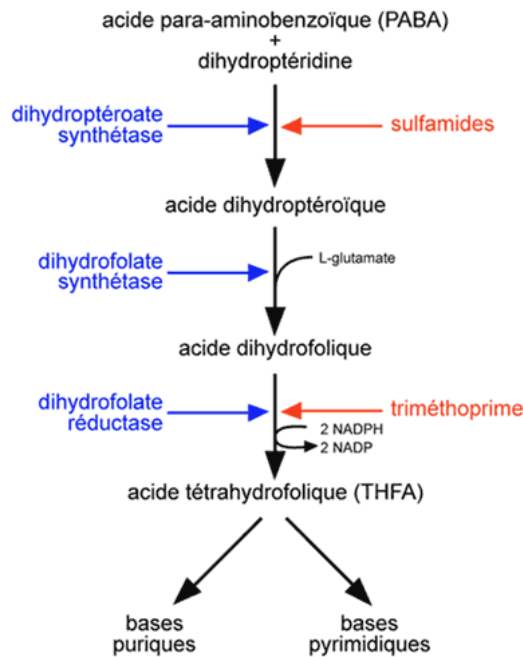 acide para-aminobenzoïque (PABA)
+
dihydroptéridine
dihydroptéroate
synthétase
sulfamides
acide dihydroptéroïque
dihydrofolate
synthétase
L-glutamate
acide dihydrofolique
dihydrofolate
réductase
triméthoprime
2 NADPH
2 NADP
acide tétrahydrofolique (THFA)
bases
puriques
bases
pyrimidiques